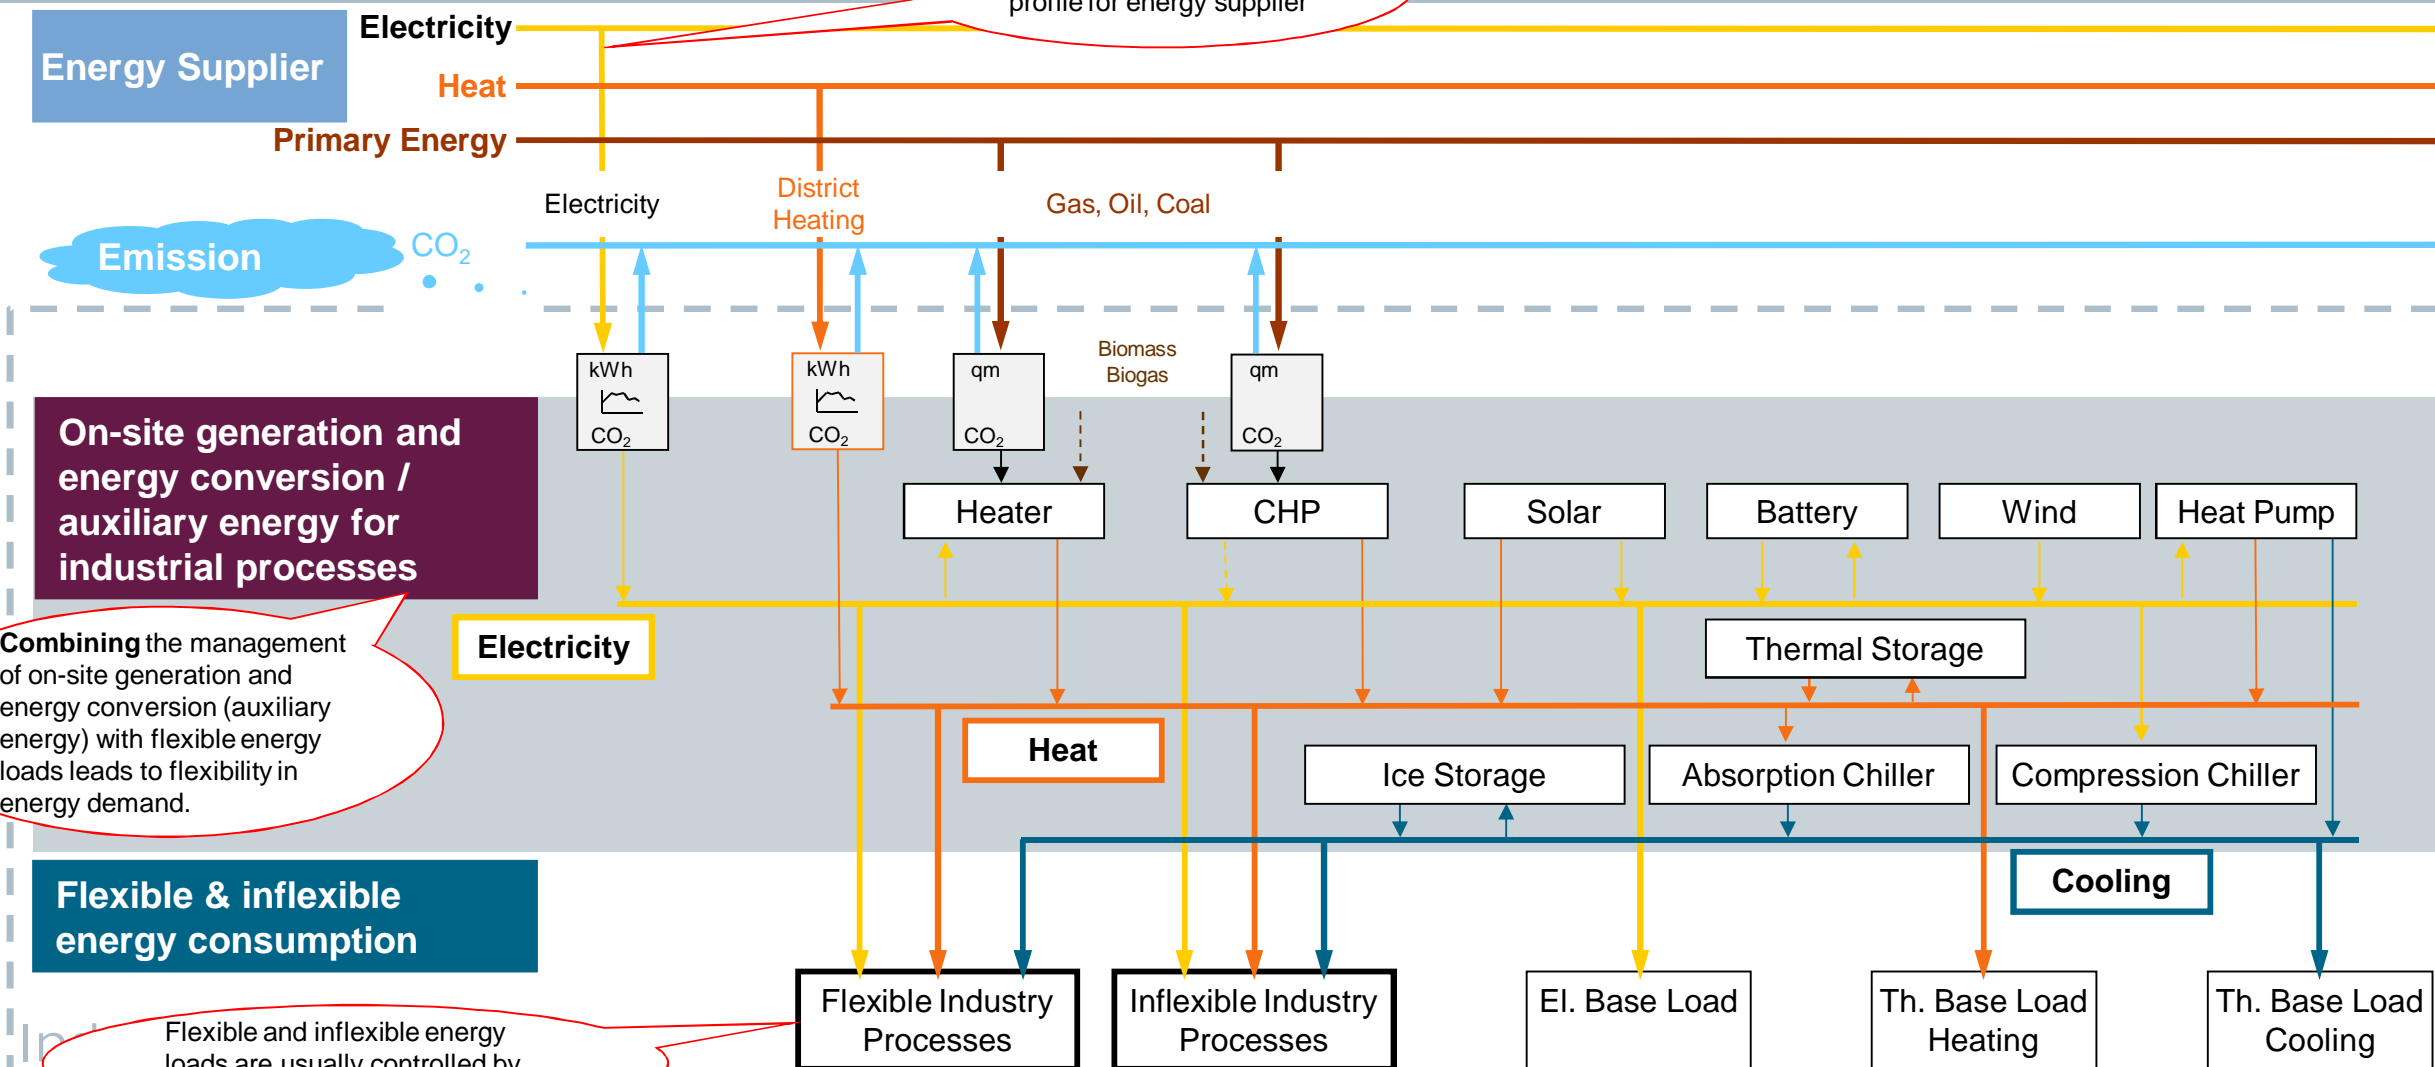 profile for energy supplier
Electricity
Energy Supplier
Heat
Primary Energy
Electricity
District
Heating
Gas, Oil, Coal
Emission
CO₂
kWh
CO₂
kWh
CO₂
qm
CO₂
Biomass
Biogas
qm
CO₂
On-site generation and
energy conversion /
auxiliary energy for
industrial processes
Heater
CHP
Solar
Battery
Wind
Heat Pump
Combining the management
of on-site generation and
energy conversion (auxiliary
energy) with flexible energy
loads leads to flexibility in
energy demand.
Electricity
Thermal Storage
Heat
Ice Storage
Absorption Chiller
Compression Chiller
Cooling
Flexible & inflexible
energy consumption
Flexible Industry
Processes
Inflexible Industry
Processes
El. Base Load
Th. Base Load
Heating
Th. Base Load
Cooling
Flexible and inflexible energy
loads are usually controlled by